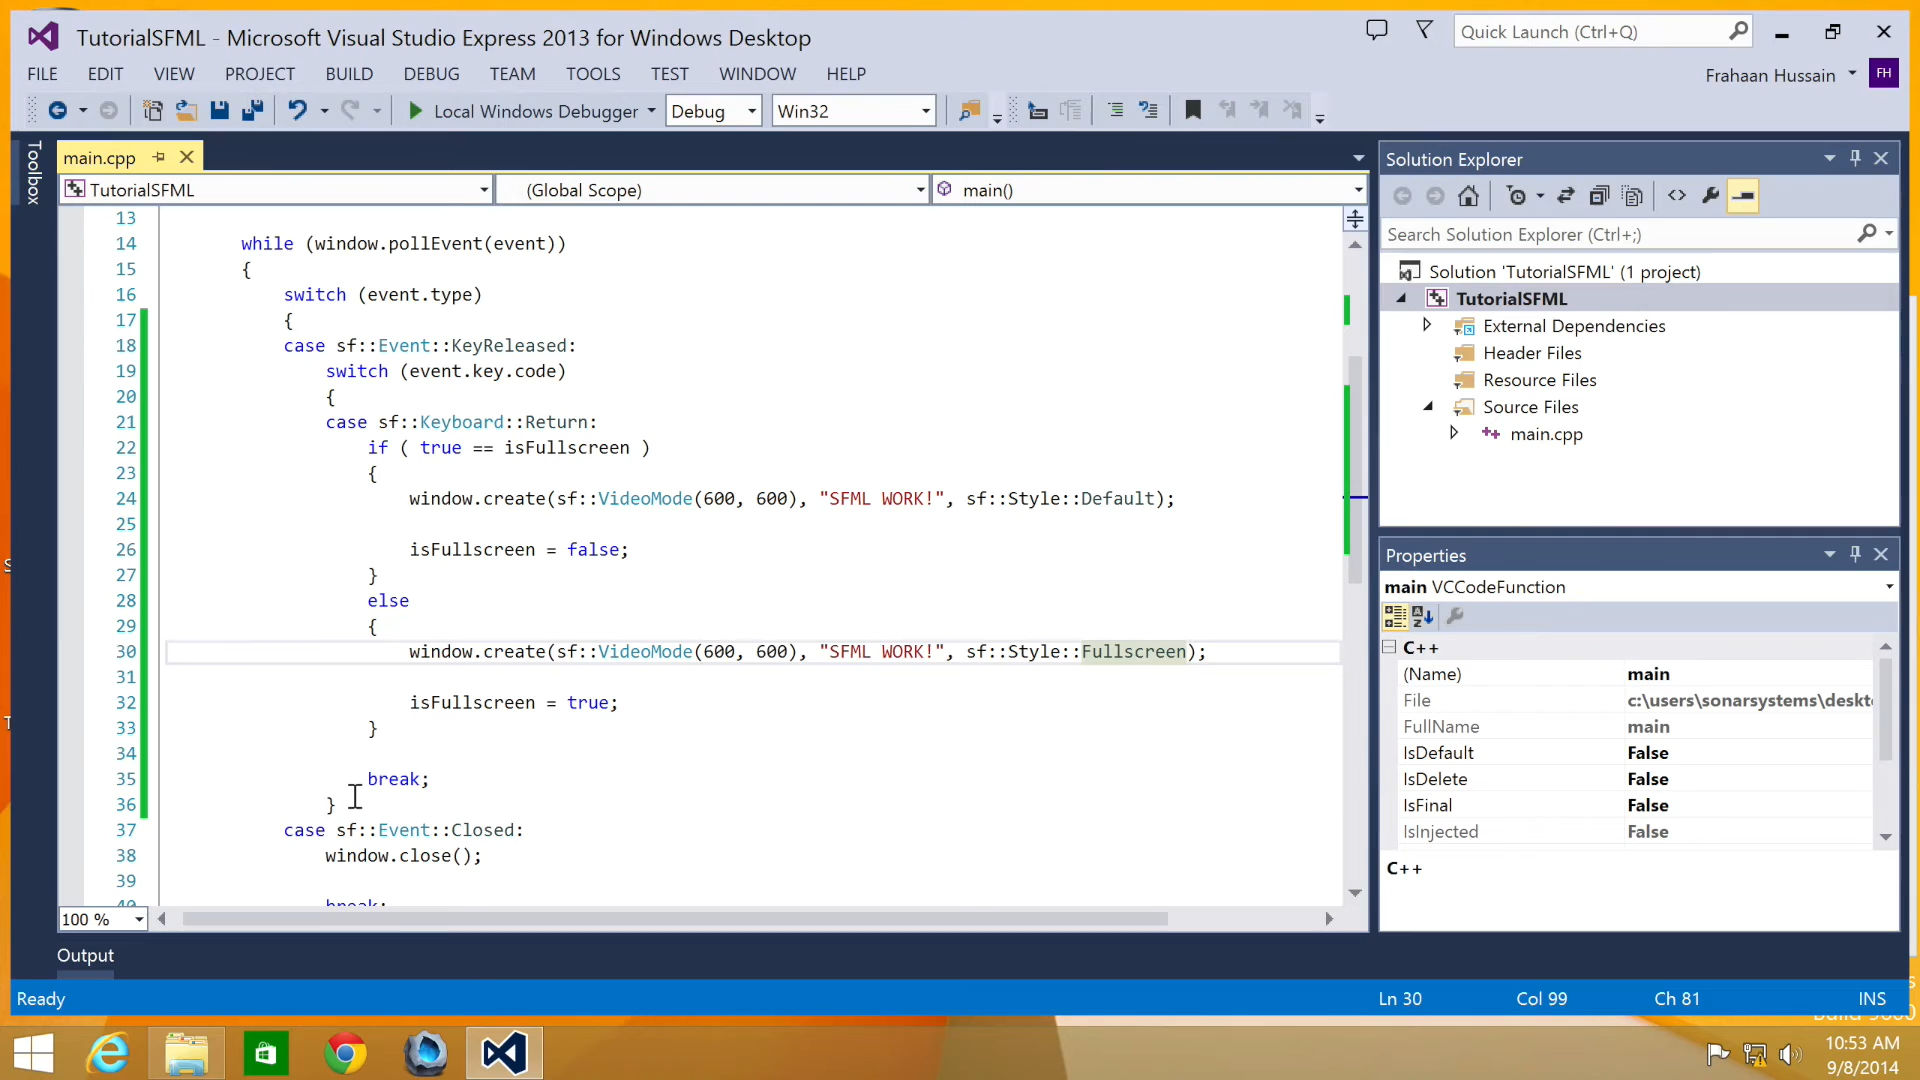 TutorialSFML - Microsoft Visual Studio Express 2013 for Windows Desktop
Quick Launch (Ctrl+Q)
FILE EDIT VIEW PROJECT BUILD DEBUG TEAM TOOLS TEST WINDOW HELP
Frahaan Hussain FH
Local Windows Debugger Debug Win32
Toolbox
main.cpp
TutorialSFML (Global Scope) main()
13
14 while (window.pollEvent(event))
15 {
16 switch (event.type)
17 {
18 case sf::Event::KeyReleased:
19 switch (event.key.code)
20 {
21 case sf::Keyboard::Return:
22 if ( true == isFullscreen )
23 {
24 window.create(sf::VideoMode(600, 600), "SFML WORK!", sf::Style::Default);
25
26 isFullscreen = false;
27 }
28 else
29 {
30 window.create(sf::VideoMode(600, 600), "SFML WORK!", sf::Style::Fullscreen);
31
32 isFullscreen = true;
33 }
34
35 break;
36 }
37 case sf::Event::Closed:
38 window.close();
39
40 break;
100 %
Output
Ready
Ln 30 Col 99 Ch 81 INS
Solution Explorer
Search Solution Explorer (Ctrl+;)
Solution 'TutorialSFML' (1 project)
TutorialSFML
External Dependencies
Header Files
Resource Files
Source Files
main.cpp
Properties
main VCCodeFunction
C++
(Name) main
File c:\users\sonarsystems\deskt
FullName main
IsDefault False
IsDelete False
IsFinal False
IsInjected False
C++
10:53 AM
9/8/2014